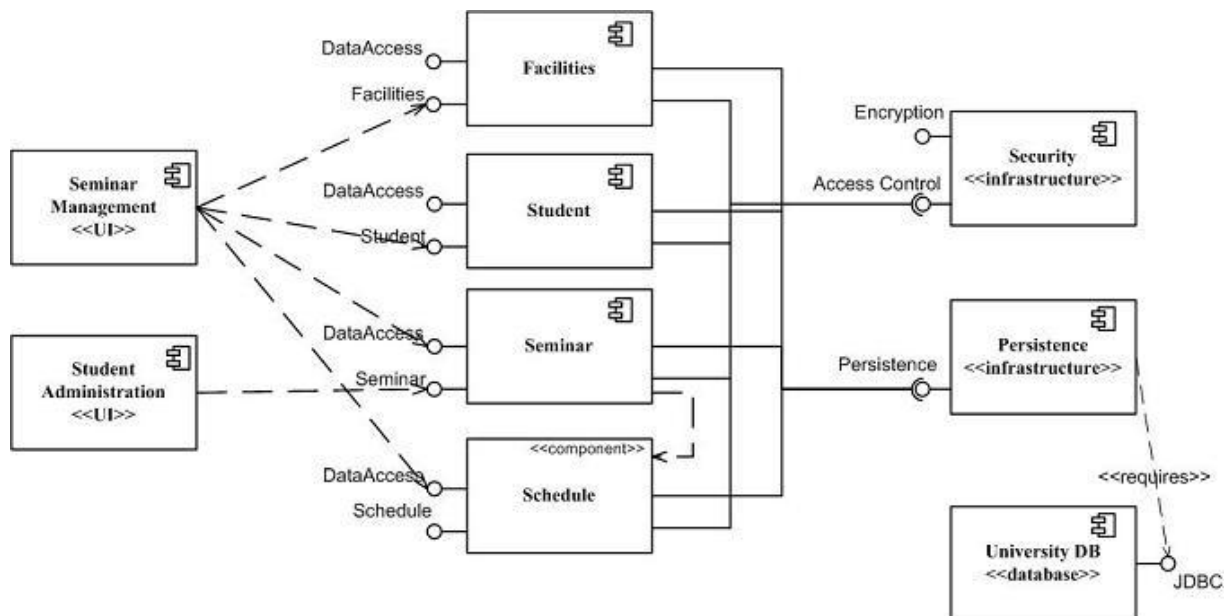 DataAccess
Facilities
Facilities
Encryption
Security
<<infrastructure>>
Access Control
Seminar
Management
<<UI>>
DataAccess
Student
Student
DataAccess
Seminar
Seminar
Student
Administration
<<UI>>
Persistence
Persistence
<<infrastructure>>
<<component>>
DataAccess
Schedule
Schedule
<<requires>>
University DB
<<database>>
JDBC